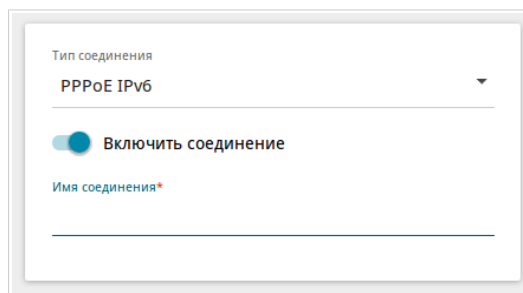 Тип соединения
PPPoE IPv6
Включить соединение
Имя соединения*